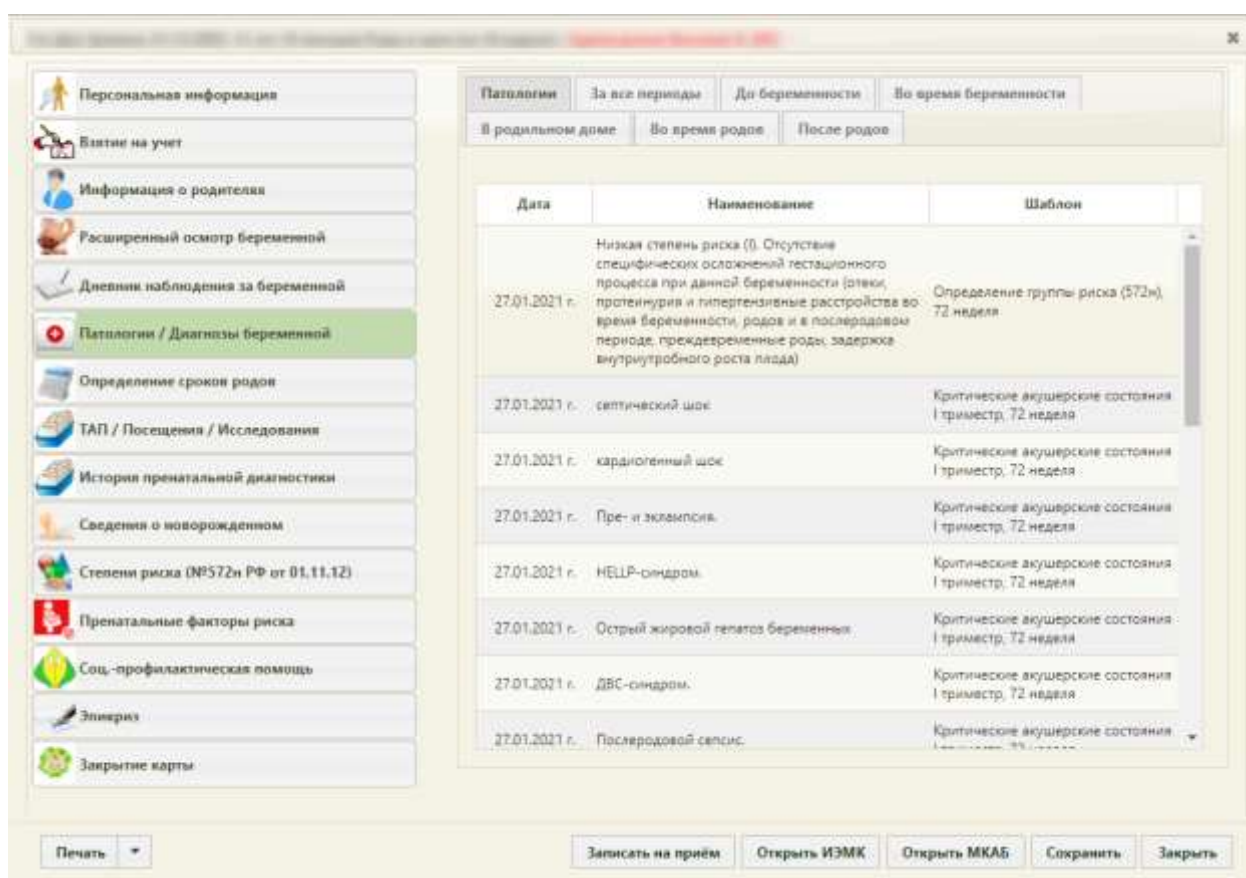 Персональная информация
Взятие на учет
Информация о родителях
Расширенный осмотр беременной
Дневник наблюдения за беременной
Патологии / Диагнозы беременной
Определение сроков родов
ТАП / Посещения / Исследования
История пренатальной диагностики
Сведения о новорожденном
Степени риска (№572н РФ от 01.11.12)
Пренатальные факторы риска
Соц.-профилактическая помощь
Эпикриз
Закрытие карты
Патологии За все периоды До беременности Во время беременности
В родильном доме Во время родов После родов
Дата Наименование Шаблон
Низкая степень риска (I). Отсутствие
специфических осложнений гестационного
процесса при данной беременности (отеки,
протеинурия и гипертензивные расстройства во
время беременности, родов и в послеродовом
периоде, преждевременные роды, задержка
внутриутробного роста плода)
27.01.2021 г.
Определение группы риска (572н),
72 неделя
27.01.2021 г. септический шок
Критические акушерские состояния
I триместр, 72 неделя
27.01.2021 г. кардиогенный шок
Критические акушерские состояния
I триместр, 72 неделя
27.01.2021 г. Пре- и эклампсия.
Критические акушерские состояния
I триместр, 72 неделя
27.01.2021 г. HELLP-синдром.
Критические акушерские состояния
I триместр, 72 неделя
27.01.2021 г. Острый жировой гепатоз беременных
Критические акушерские состояния
I триместр, 72 неделя
27.01.2021 г. ДВС-синдром.
Критические акушерские состояния
I триместр, 72 неделя
27.01.2021 г. Послеродовой сепсис.
Критические акушерские состояния
Печать Записать на приём Открыть ИЭМК Открыть МКАБ Сохранить Закрыть